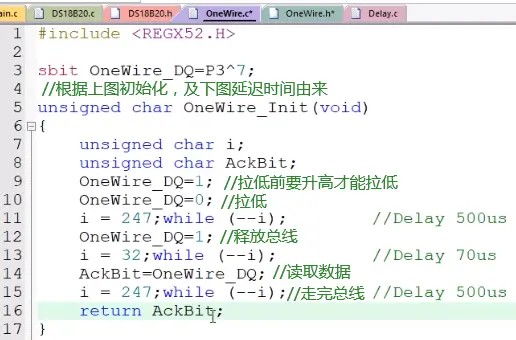 ain.c DS18B20.c DS18B20.h OneWire.c* OneWire.h* Delay.c
1 #include <REGX52.H>
2
3 sbit OneWire_DQ=P3^7;
4 //根据上图初始化，及下图延迟时间由来
5 unsigned char OneWire_Init(void)
6 {
7 unsigned char i;
8 unsigned char AckBit;
9 OneWire_DQ=1; //拉低前要升高才能拉低
10 OneWire_DQ=0; //拉低
11 i = 247;while (--i); //Delay 500us
12 OneWire_DQ=1; //释放总线
13 i = 32;while (--i); //Delay 70us
14 AckBit=OneWire_DQ; //读取数据
15 i = 247;while (--i);//走完总线 //Delay 500us
16 return AckBit;
17 }